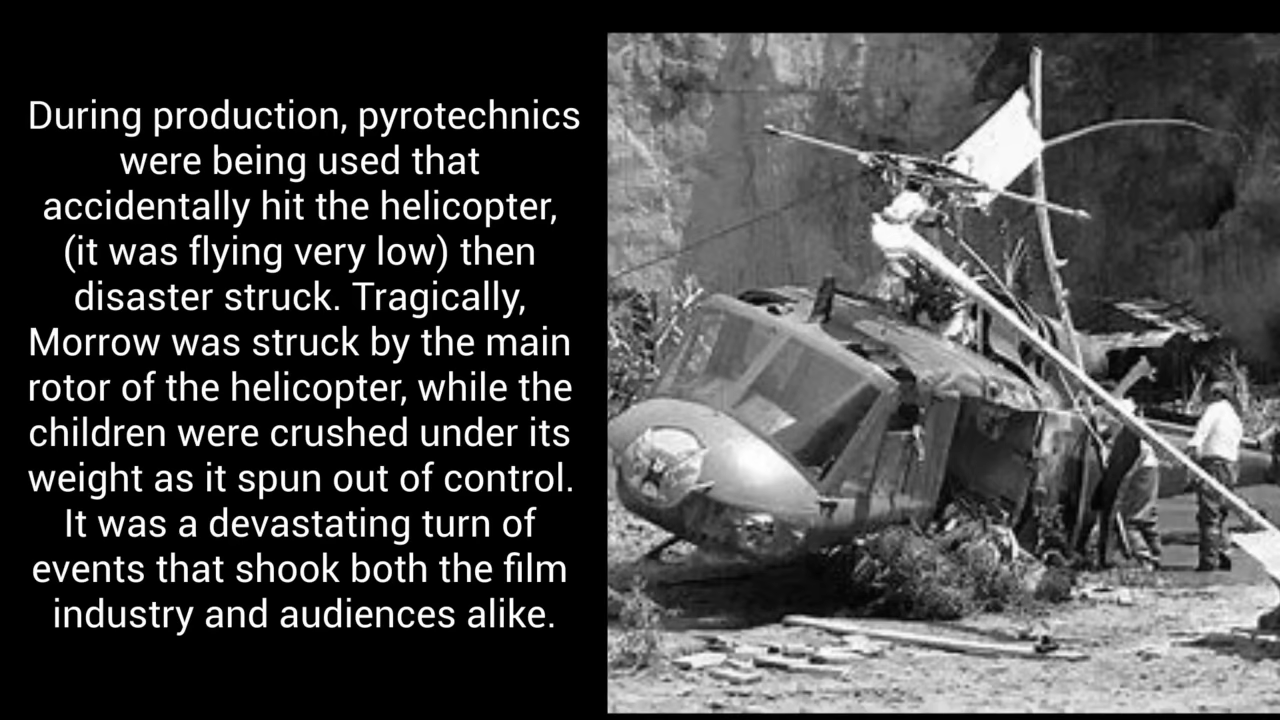 During production, pyrotechnics
were being used that
accidentally hit the helicopter,
(it was flying very low) then
disaster struck. Tragically,
Morrow was struck by the main
rotor of the helicopter, while the
children were crushed under its
weight as it spun out of control.
It was a devastating turn of
events that shook both the film
industry and audiences alike.